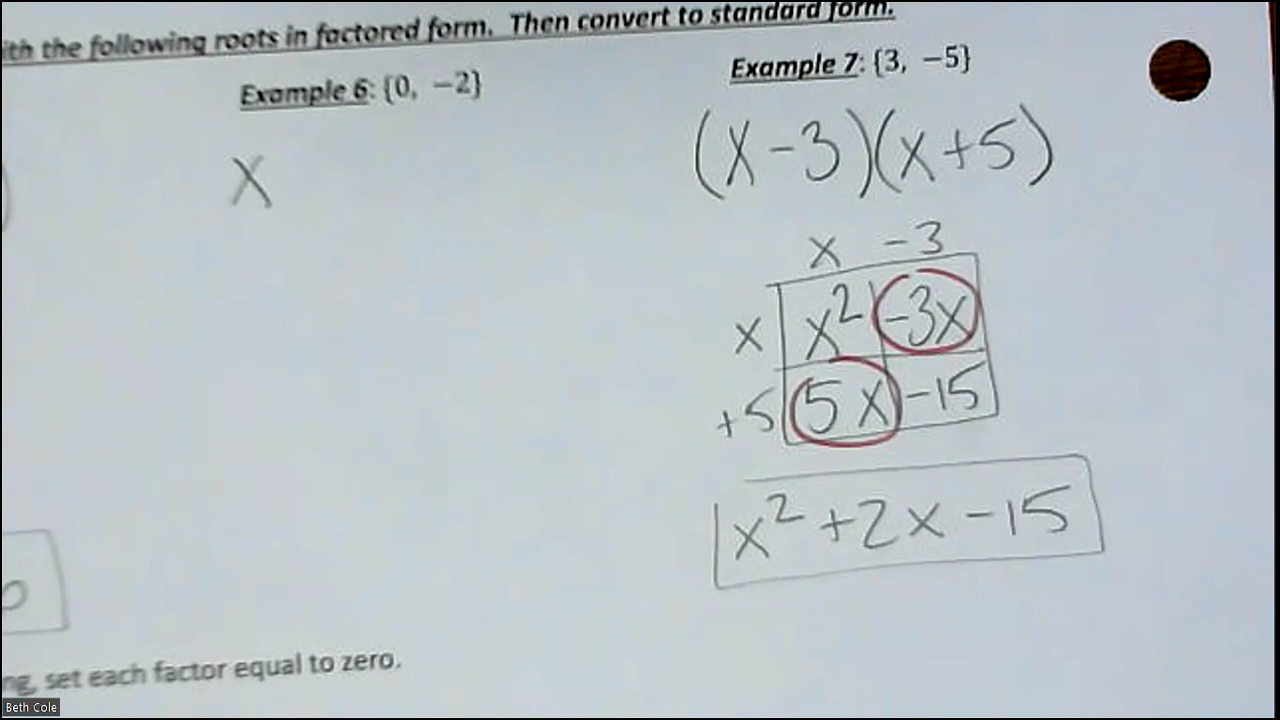 ith the following roots in factored form. Then convert to standard form.
Example 6: {0, −2}
Example 7: {3, −5}
x
(x-3)(x+5)
x -3
x x² -3x
+5 5x -15
x² + 2x - 15
ng, set each factor equal to zero.
Beth Cole